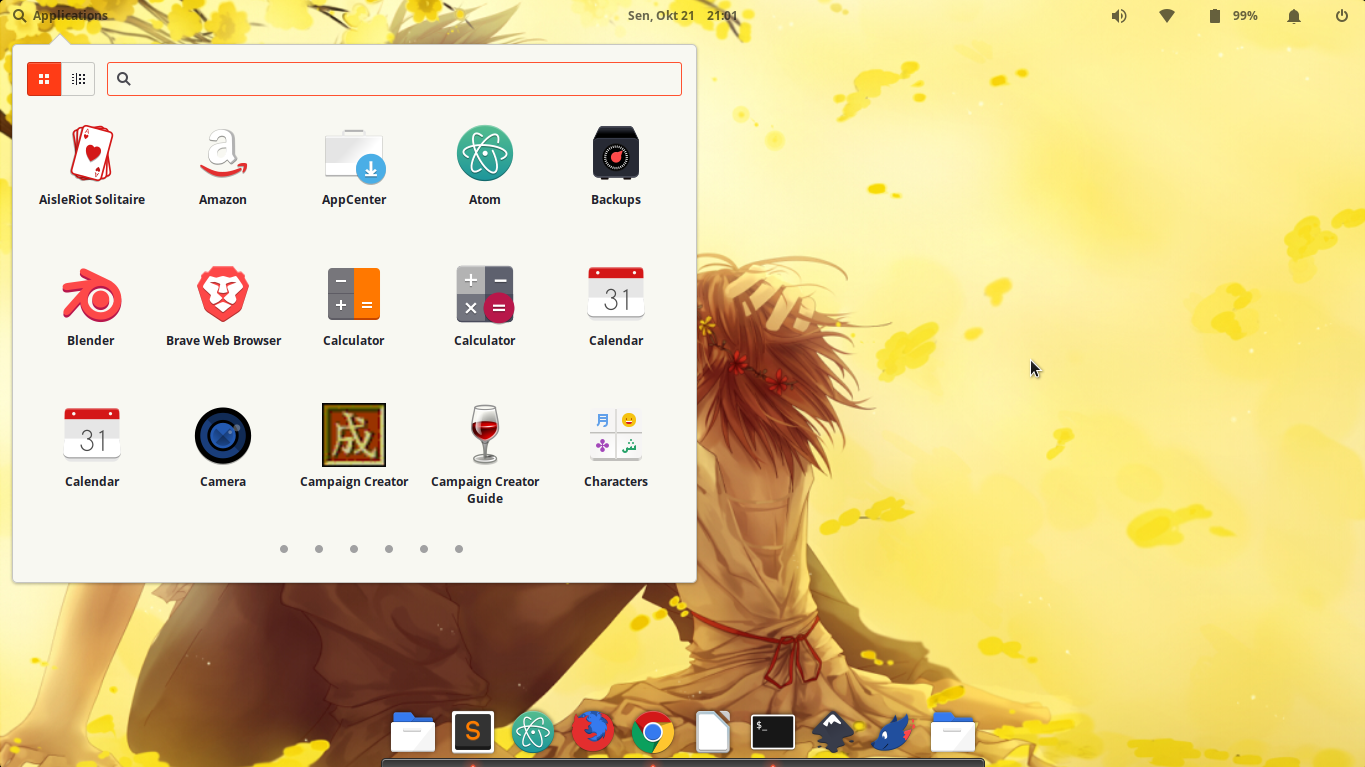 Applications
Sen, Okt 21 21:01
99%
AisleRiot Solitaire
Amazon
AppCenter
Atom
Backups
Blender
Brave Web Browser
Calculator
Calculator
Calendar
31
31
Calendar
Camera
成
Campaign Creator
Campaign Creator
Guide
月
ش
Characters
S
$_